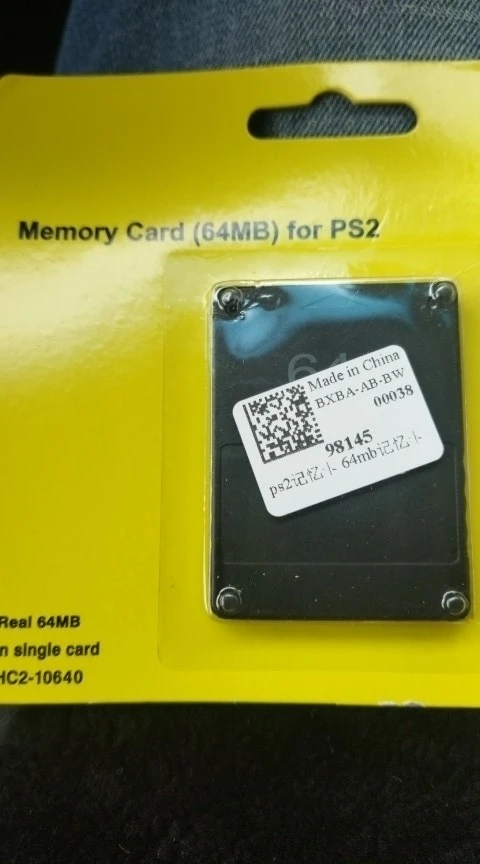 Memory Card (64MB) for PS2
64
Made in China
BXBA-AB-BW
00038
98145
ps2记忆卡 64mb记忆卡
Real 64MB
n single card
HC2-10640